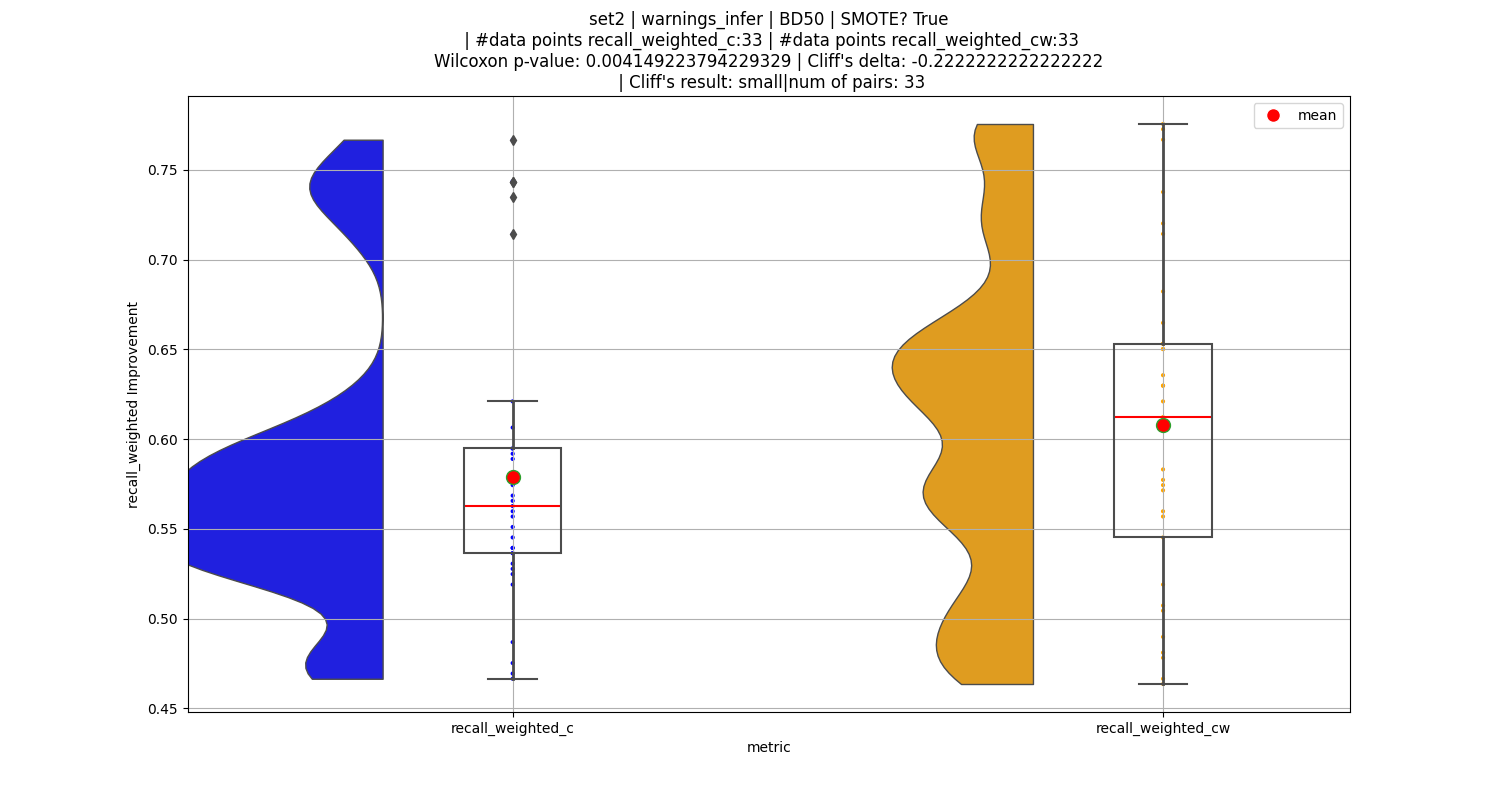 set2 | warnings_infer | BD50 | SMOTE? True
| #data points recall_weighted_c:33 | #data points recall_weighted_cw:33
Wilcoxon p-value: 0.004149223794229329 | Cliff's delta: -0.2222222222222222
| Cliff's result: small|num of pairs: 33
mean
0.75
0.70
0.65
0.60
0.55
0.50
0.45
recall_weighted Improvement
recall_weighted_c
recall_weighted_cw
metric